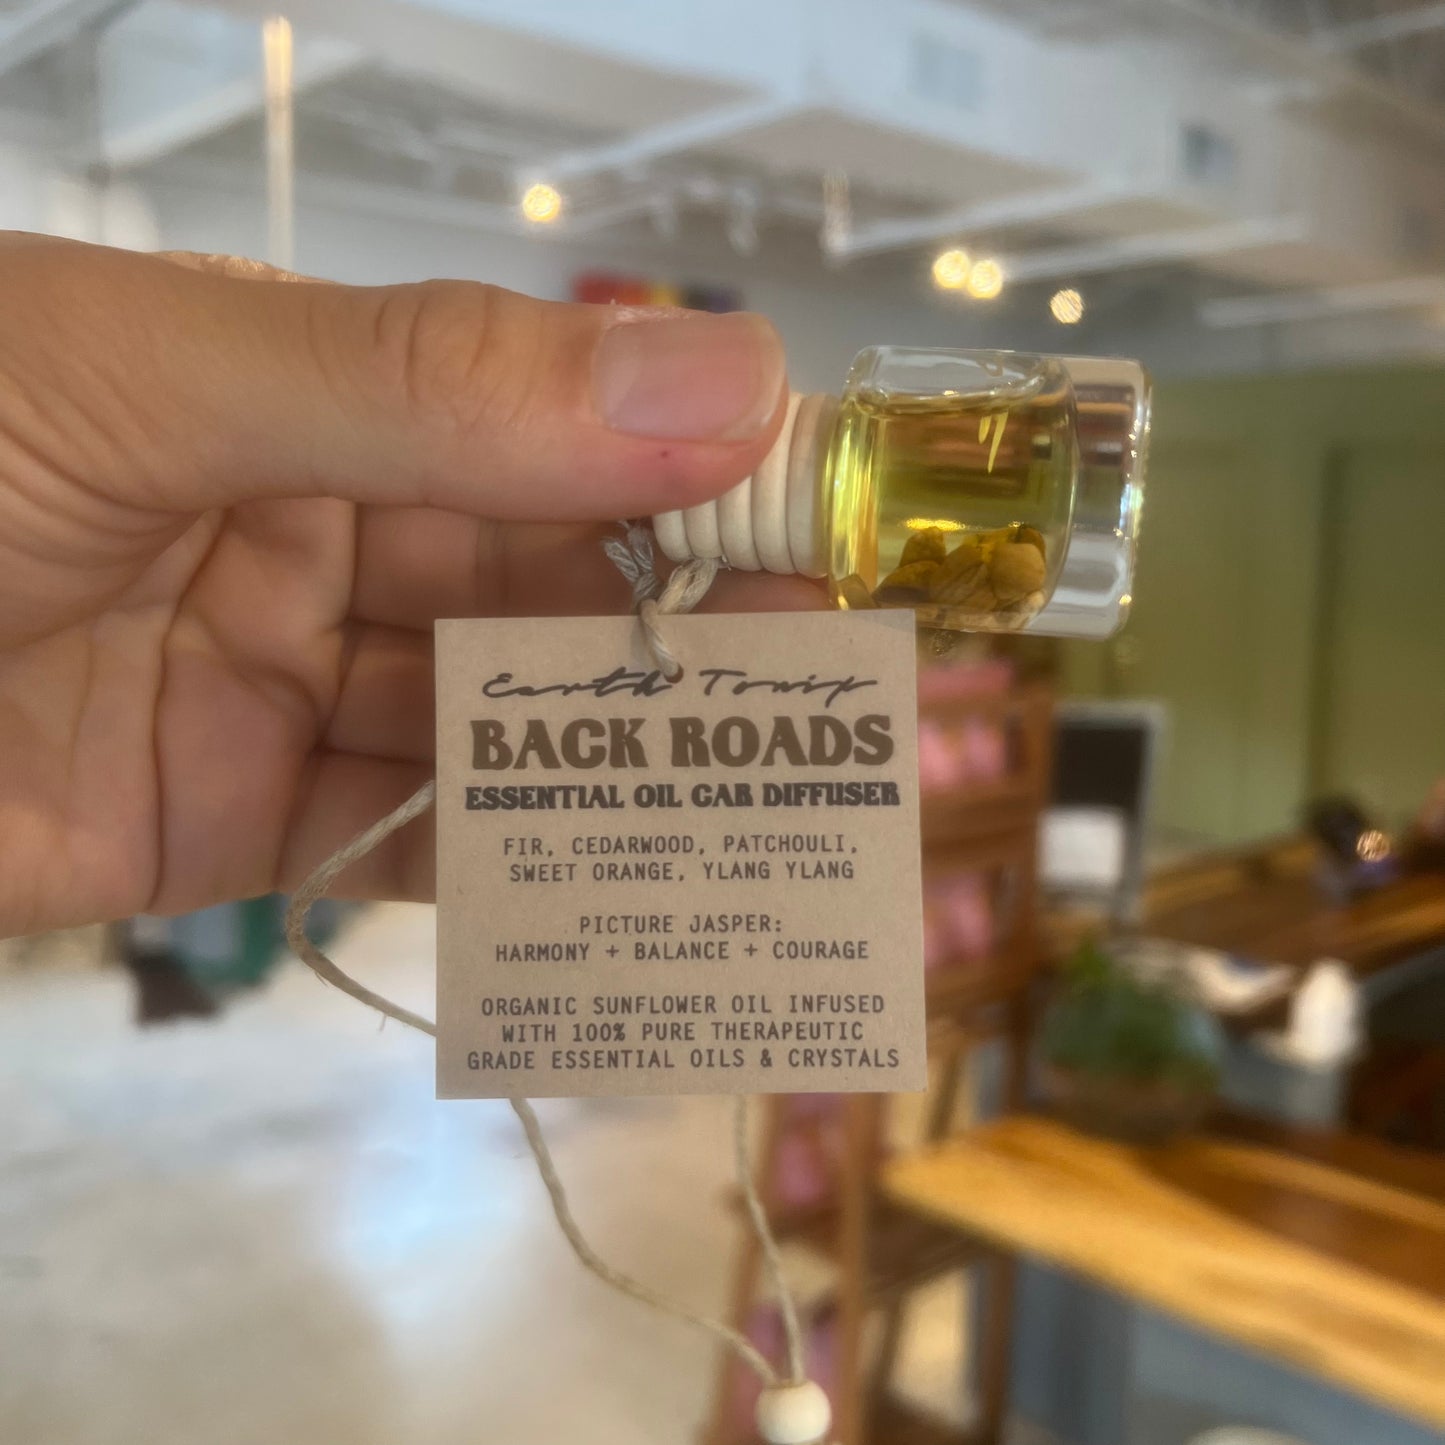 Earth Tonix
BACK ROADS
ESSENTIAL OIL CAR DIFFUSER
FIR, CEDARWOOD, PATCHOULI,
SWEET ORANGE, YLANG YLANG
PICTURE JASPER:
HARMONY + BALANCE + COURAGE
ORGANIC SUNFLOWER OIL INFUSED
WITH 100% PURE THERAPEUTIC
GRADE ESSENTIAL OILS & CRYSTALS